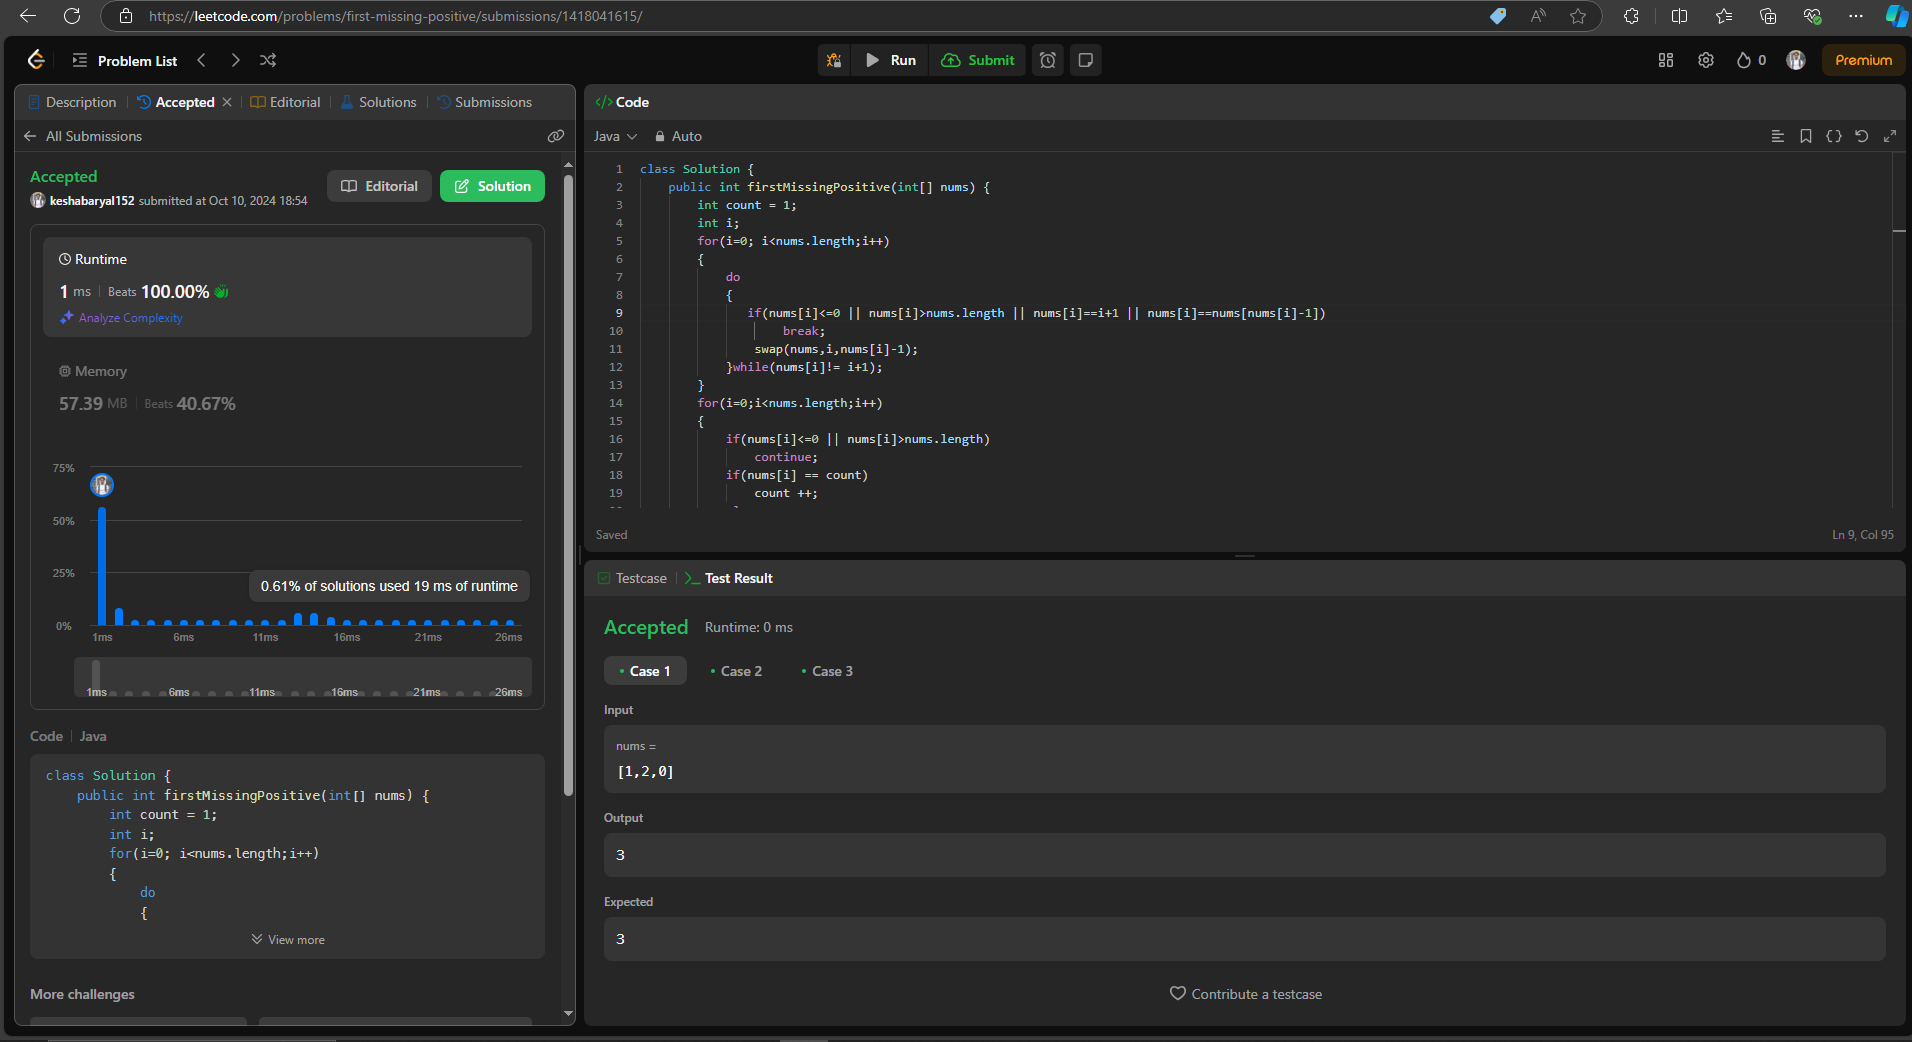 https://leetcode.com/problems/first-missing-positive/submissions/1418041615/
Problem List
Run
Submit
0
Premium
Description
Accepted
Editorial
Solutions
Submissions
All Submissions
Accepted
keshabaryal152 submitted at Oct 10, 2024 18:54
Editorial
Solution
Runtime
1 ms | Beats 100.00%
Analyze Complexity
Memory
57.39 MB | Beats 40.67%
75%
50%
25%
0%
0.61% of solutions used 19 ms of runtime
1ms 6ms 11ms 16ms 21ms 26ms
1ms 6ms 11ms 16ms 21ms 26ms
Code | Java
class Solution {
public int firstMissingPositive(int[] nums) {
int count = 1;
int i;
for(i=0; i<nums.length;i++)
{
do
{
View more
More challenges
</>Code
Java
Auto
1 class Solution {
2 public int firstMissingPositive(int[] nums) {
3 int count = 1;
4 int i;
5 for(i=0; i<nums.length;i++)
6 {
7 do
8 {
9 if(nums[i]<=0 || nums[i]>nums.length || nums[i]==i+1 || nums[i]==nums[nums[i]-1])
10 break;
11 swap(nums,i,nums[i]-1);
12 }while(nums[i]!= i+1);
13 }
14 for(i=0;i<nums.length;i++)
15 {
16 if(nums[i]<=0 || nums[i]>nums.length)
17 continue;
18 if(nums[i] == count)
19 count ++;
Saved
Ln 9, Col 95
Testcase
Test Result
Accepted
Runtime: 0 ms
Case 1
Case 2
Case 3
Input
nums =
[1,2,0]
Output
3
Expected
3
Contribute a testcase